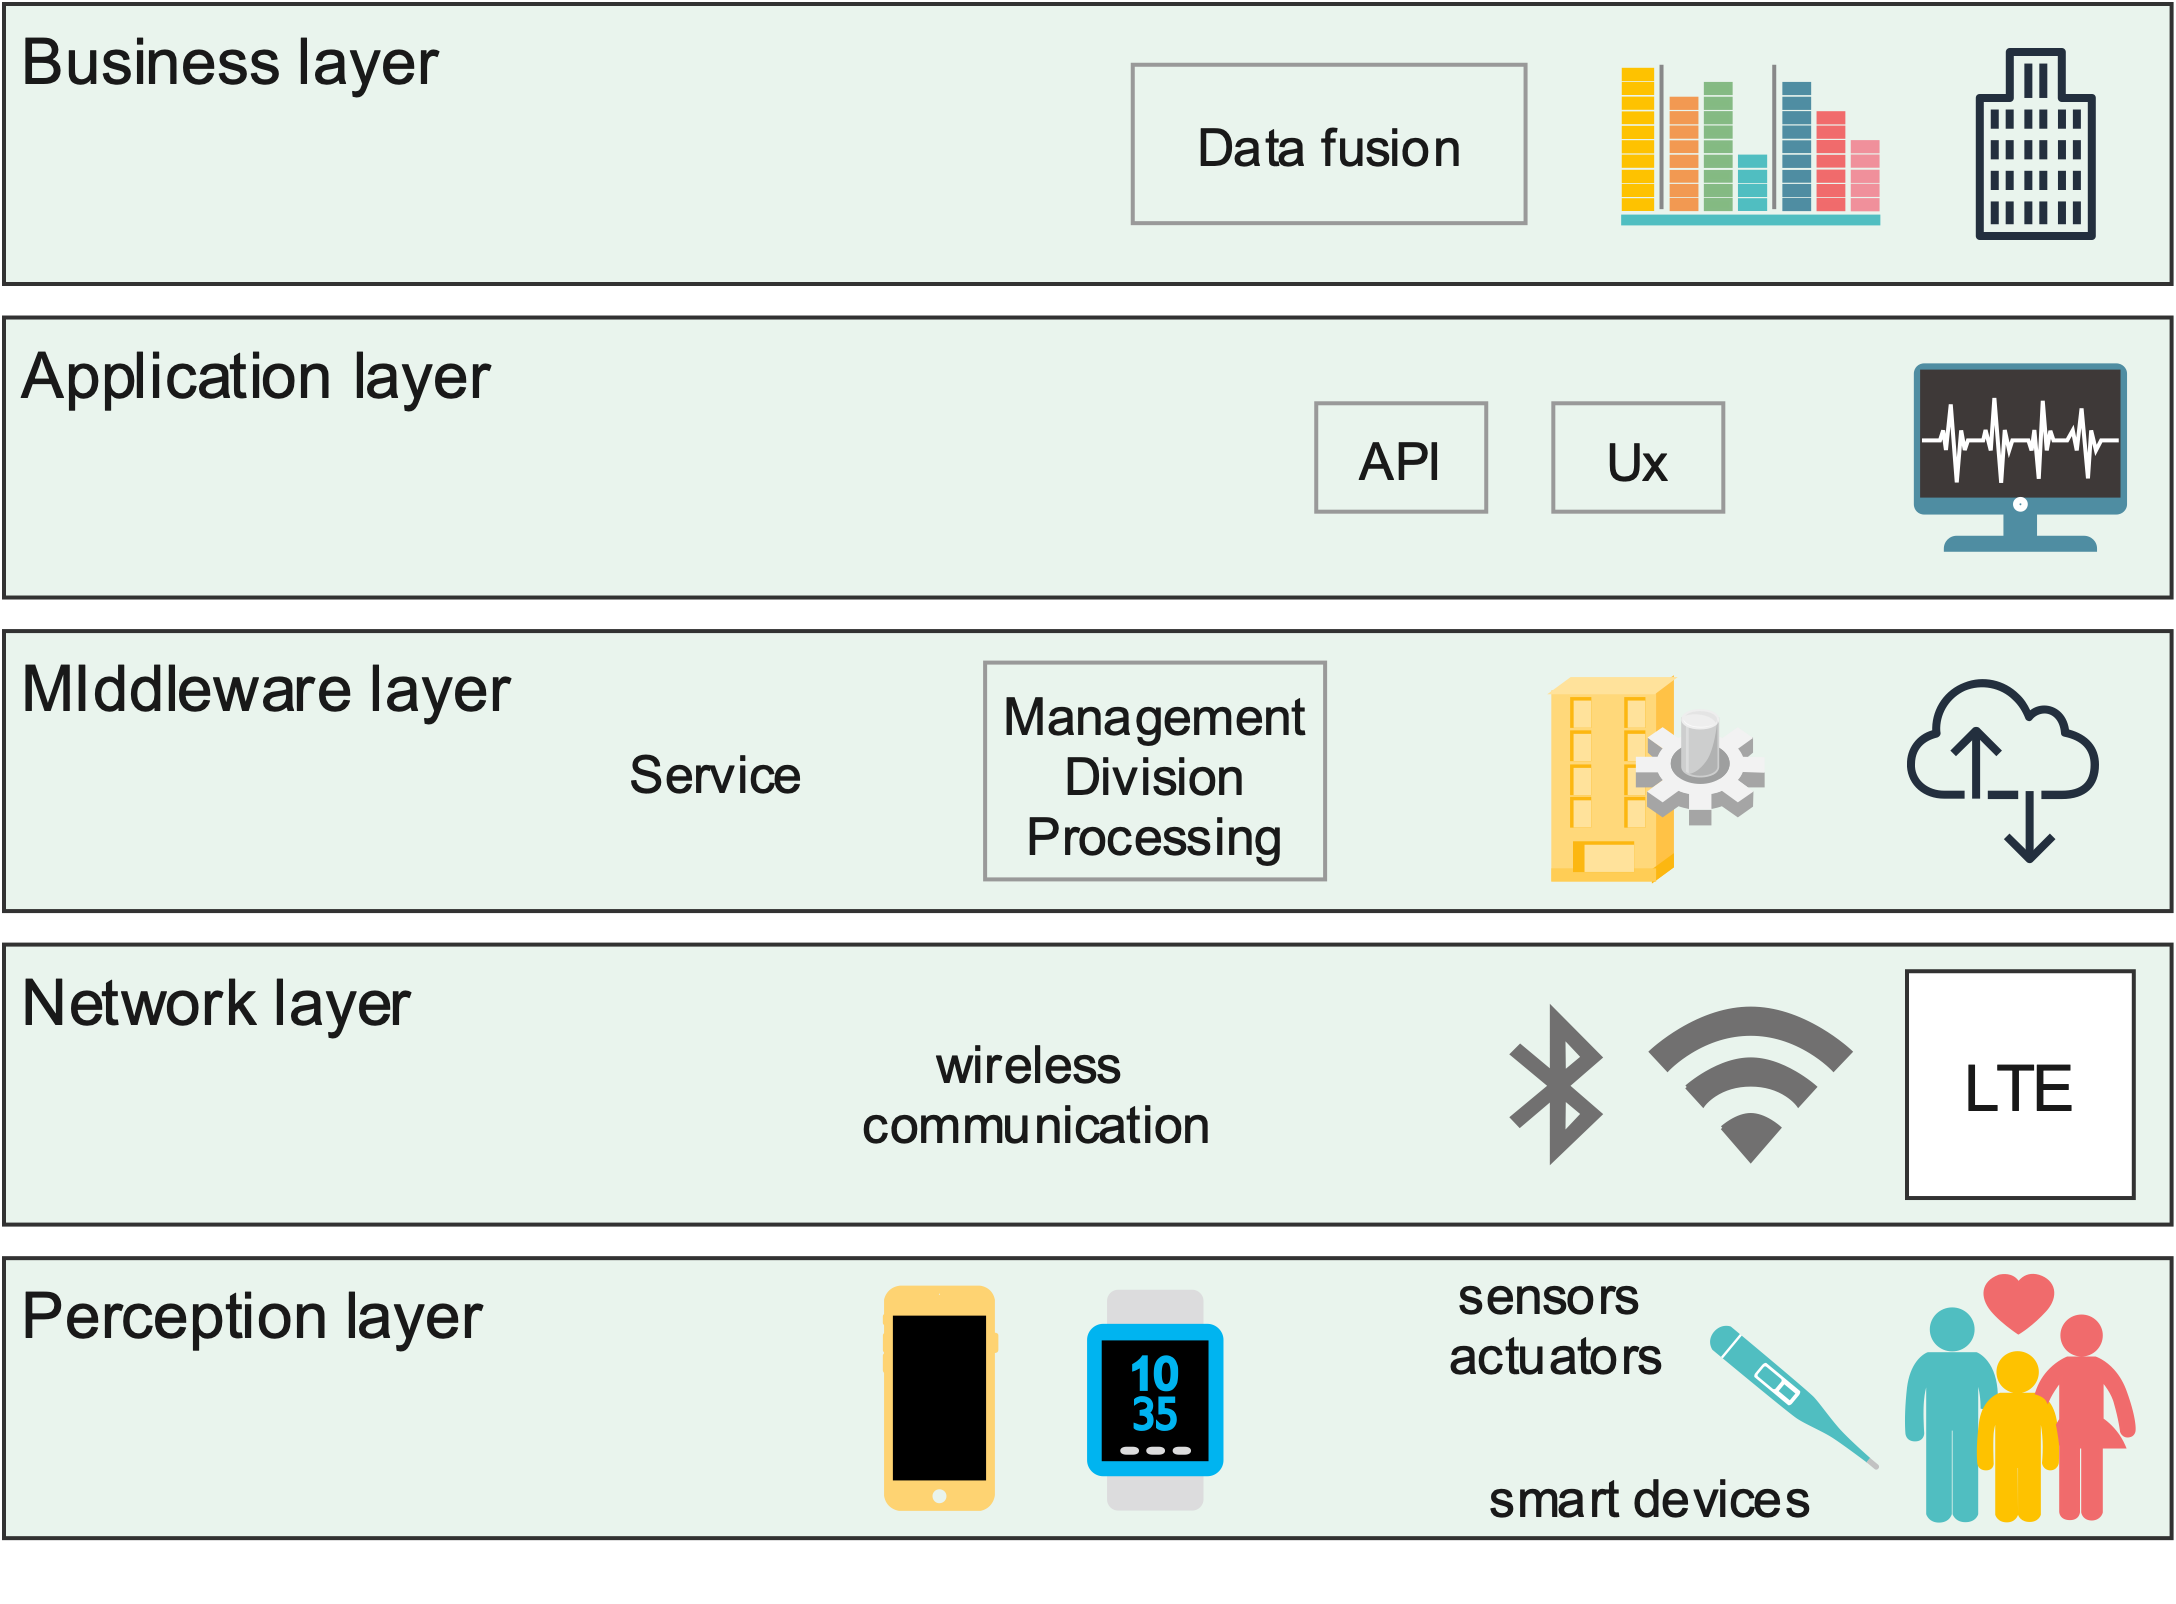 Business layer
Data fusion
Application layer
API
Ux
MIddleware layer
Service
Management
Division
Processing
Network layer
wireless
communication
LTE
Perception layer
10
35
sensors
actuators
smart devices